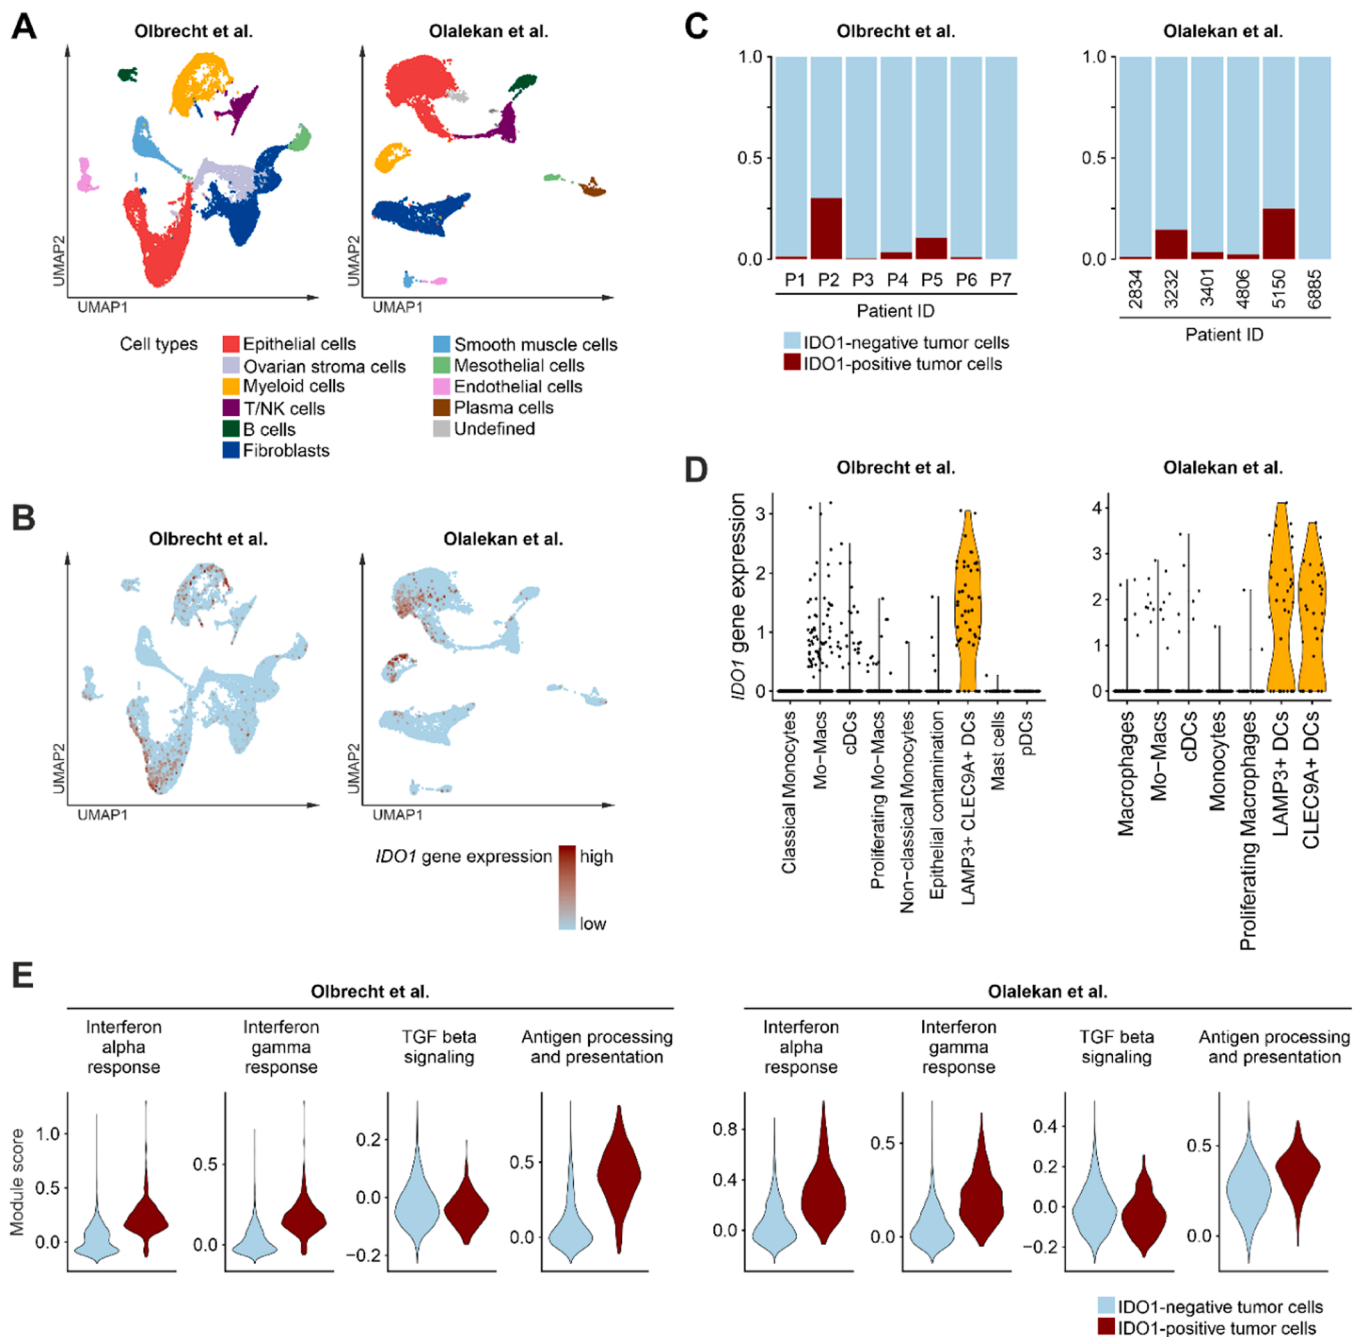 A
Olbrecht et al.
Olalekan et al.
UMAP2
UMAP1
UMAP2
UMAP1
Cell types
Epithelial cells
Ovarian stroma cells
Myeloid cells
T/NK cells
B cells
Fibroblasts
Smooth muscle cells
Mesothelial cells
Endothelial cells
Plasma cells
Undefined
B
Olbrecht et al.
Olalekan et al.
UMAP2
UMAP1
UMAP2
UMAP1
IDO1 gene expression
high
low
C
Olbrecht et al.
Olalekan et al.
1.0
0.5
0.0
P1 P2 P3 P4 P5 P6 P7
Patient ID
1.0
0.5
0.0
2834
3232
3401
4806
5150
6885
Patient ID
IDO1-negative tumor cells
IDO1-positive tumor cells
D
Olbrecht et al.
Olalekan et al.
IDO1 gene expression
3
2
1
0
Classical Monocytes
Mo−Macs
cDCs
Proliferating Mo−Macs
Non−classical Monocytes
Epithelial contamination
LAMP3+ CLEC9A+ DCs
Mast cells
pDCs
4
3
2
1
0
Macrophages
Mo−Macs
cDCs
Monocytes
Proliferating Macrophages
LAMP3+ DCs
CLEC9A+ DCs
E
Olbrecht et al.
Interferon
alpha
response
Interferon
gamma
response
TGF beta
signaling
Antigen processing
and presentation
Module score
1.0
0.5
0.0
0.5
0.0
0.2
0.0
−0.2
0.5
0.0
Olalekan et al.
Interferon
alpha
response
Interferon
gamma
response
TGF beta
signaling
Antigen processing
and presentation
0.8
0.4
0.0
0.5
0.0
0.4
0.2
0.0
−0.2
0.5
0.0
IDO1-negative tumor cells
IDO1-positive tumor cells